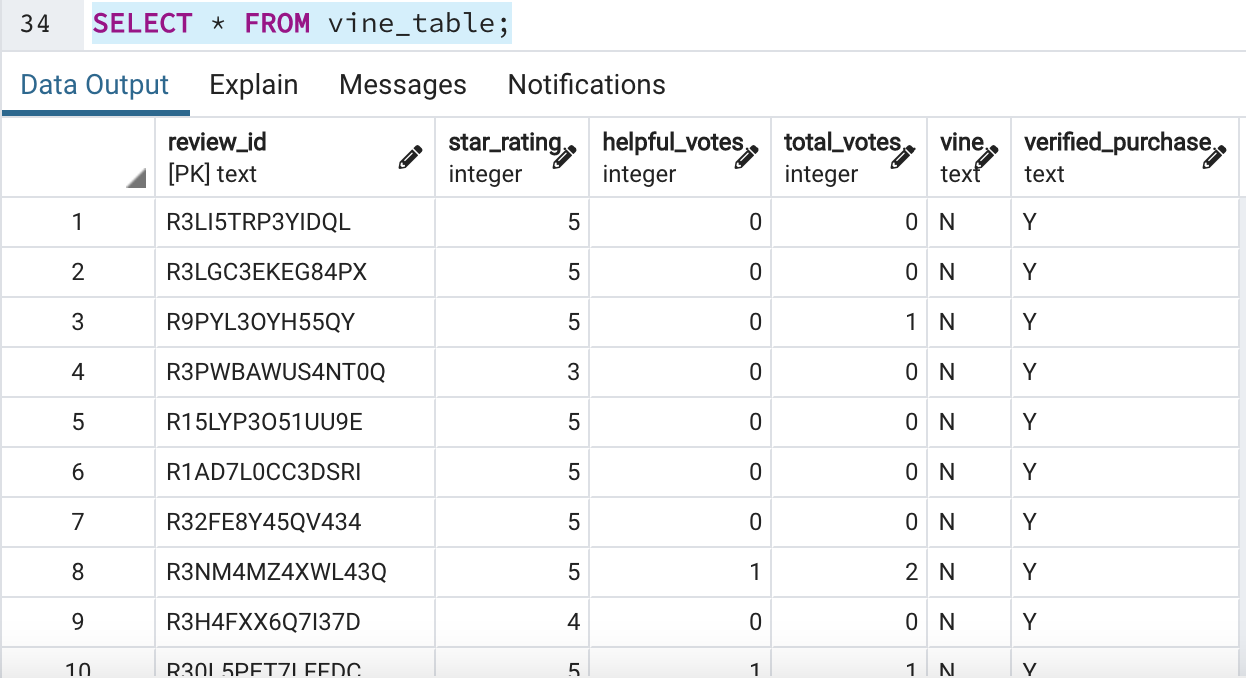 34 SELECT * FROM vine_table;
Data Output Explain Messages Notifications
review_id star_rating helpful_votes total_votes vine verified_purchase
[PK] text integer integer integer text text
1 R3LI5TRP3YIDQL 5 0 0 N Y
2 R3LGC3EKEG84PX 5 0 0 N Y
3 R9PYL3OYH55QY 5 0 1 N Y
4 R3PWBAWUS4NT0Q 3 0 0 N Y
5 R15LYP3O51UU9E 5 0 0 N Y
6 R1AD7L0CC3DSRI 5 0 0 N Y
7 R32FE8Y45QV434 5 0 0 N Y
8 R3NM4MZ4XWL43Q 5 1 2 N Y
9 R3H4FXX6Q7I37D 4 0 0 N Y
10 5 1 1 N Y